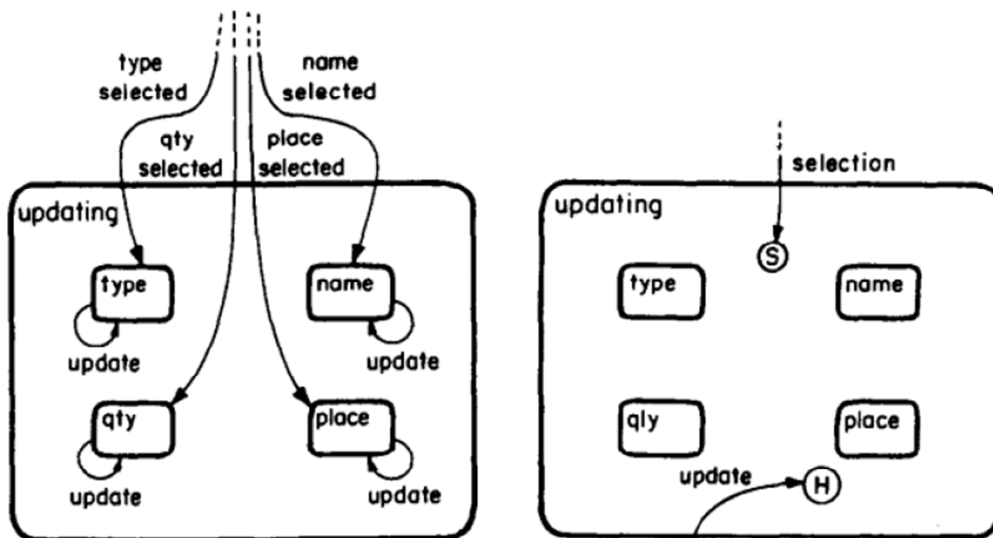 type
selected
name
selected
qty
selected
place
selected
updating
type
update
name
update
qty
update
place
update
selection
updating
S
type
name
qly
place
update
H